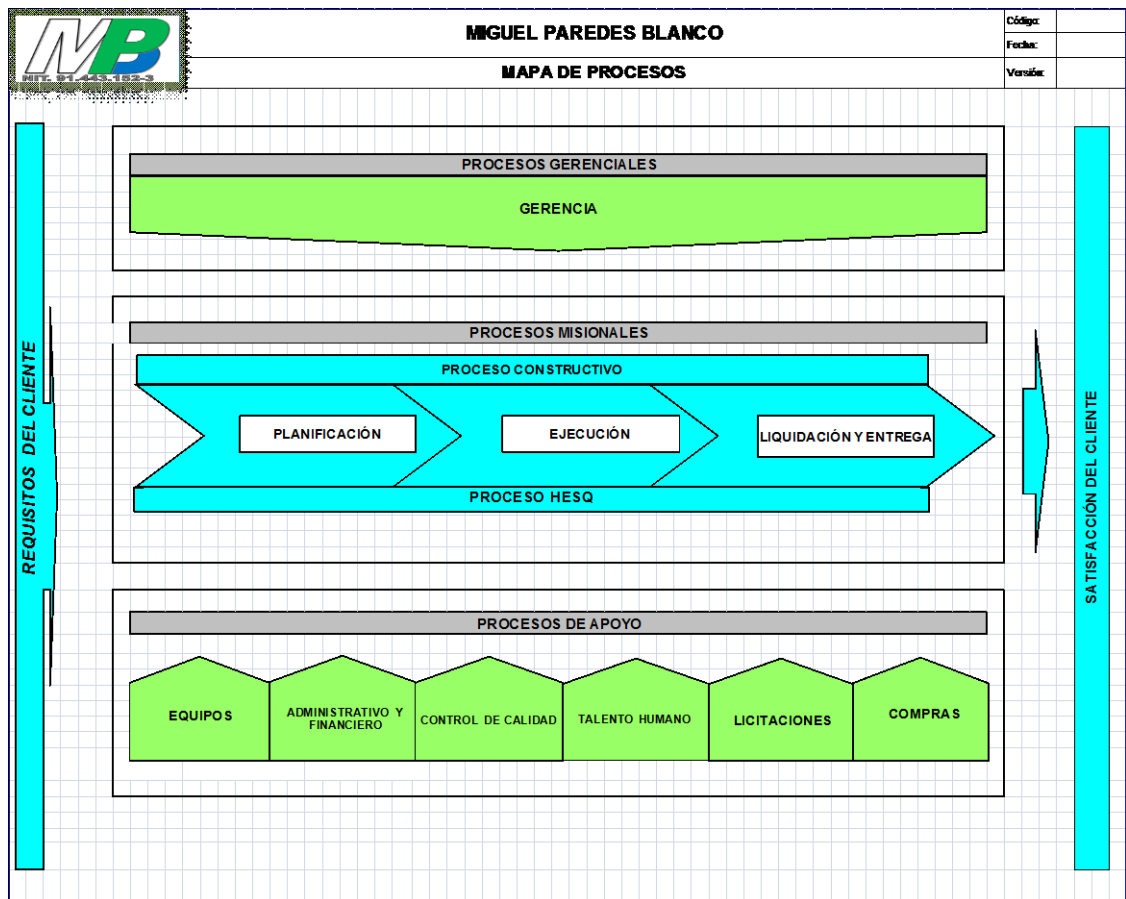 MPB
NIT. 91.443.152-3
MIGUEL PAREDES BLANCO
MAPA DE PROCESOS
Código:
Fecha:
Versión:
REQUISITOS DEL CLIENTE
PROCESOS GERENCIALES
GERENCIA
PROCESOS MISIONALES
PROCESO CONSTRUCTIVO
PLANIFICACIÓN
EJECUCIÓN
LIQUIDACIÓN Y ENTREGA
PROCESO HESQ
PROCESOS DE APOYO
EQUIPOS
ADMINISTRATIVO Y
FINANCIERO
CONTROL DE CALIDAD
TALENTO HUMANO
LICITACIONES
COMPRAS
SATISFACCIÓN DEL CLIENTE